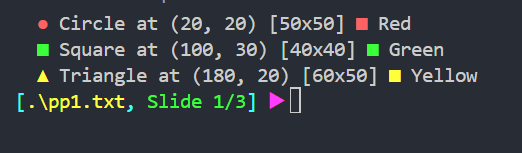 ● Circle at (20, 20) [50x50] ■ Red
■ Square at (100, 30) [40x40] ■ Green
▲ Triangle at (180, 20) [60x50] ■ Yellow
[.\pp1.txt, Slide 1/3] ▶